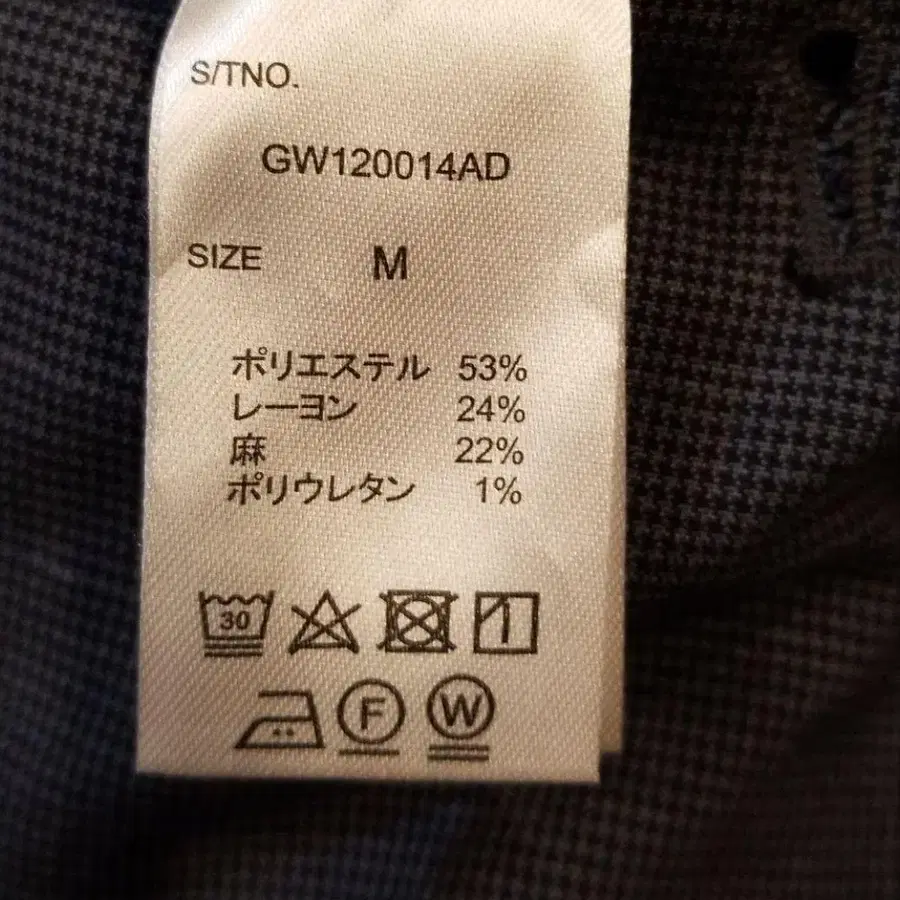 S/TNO.
GW120014AD
SIZE M
ポリエステル 53%
レーヨン 24%
麻 22%
ポリウレタン 1%
30
F W